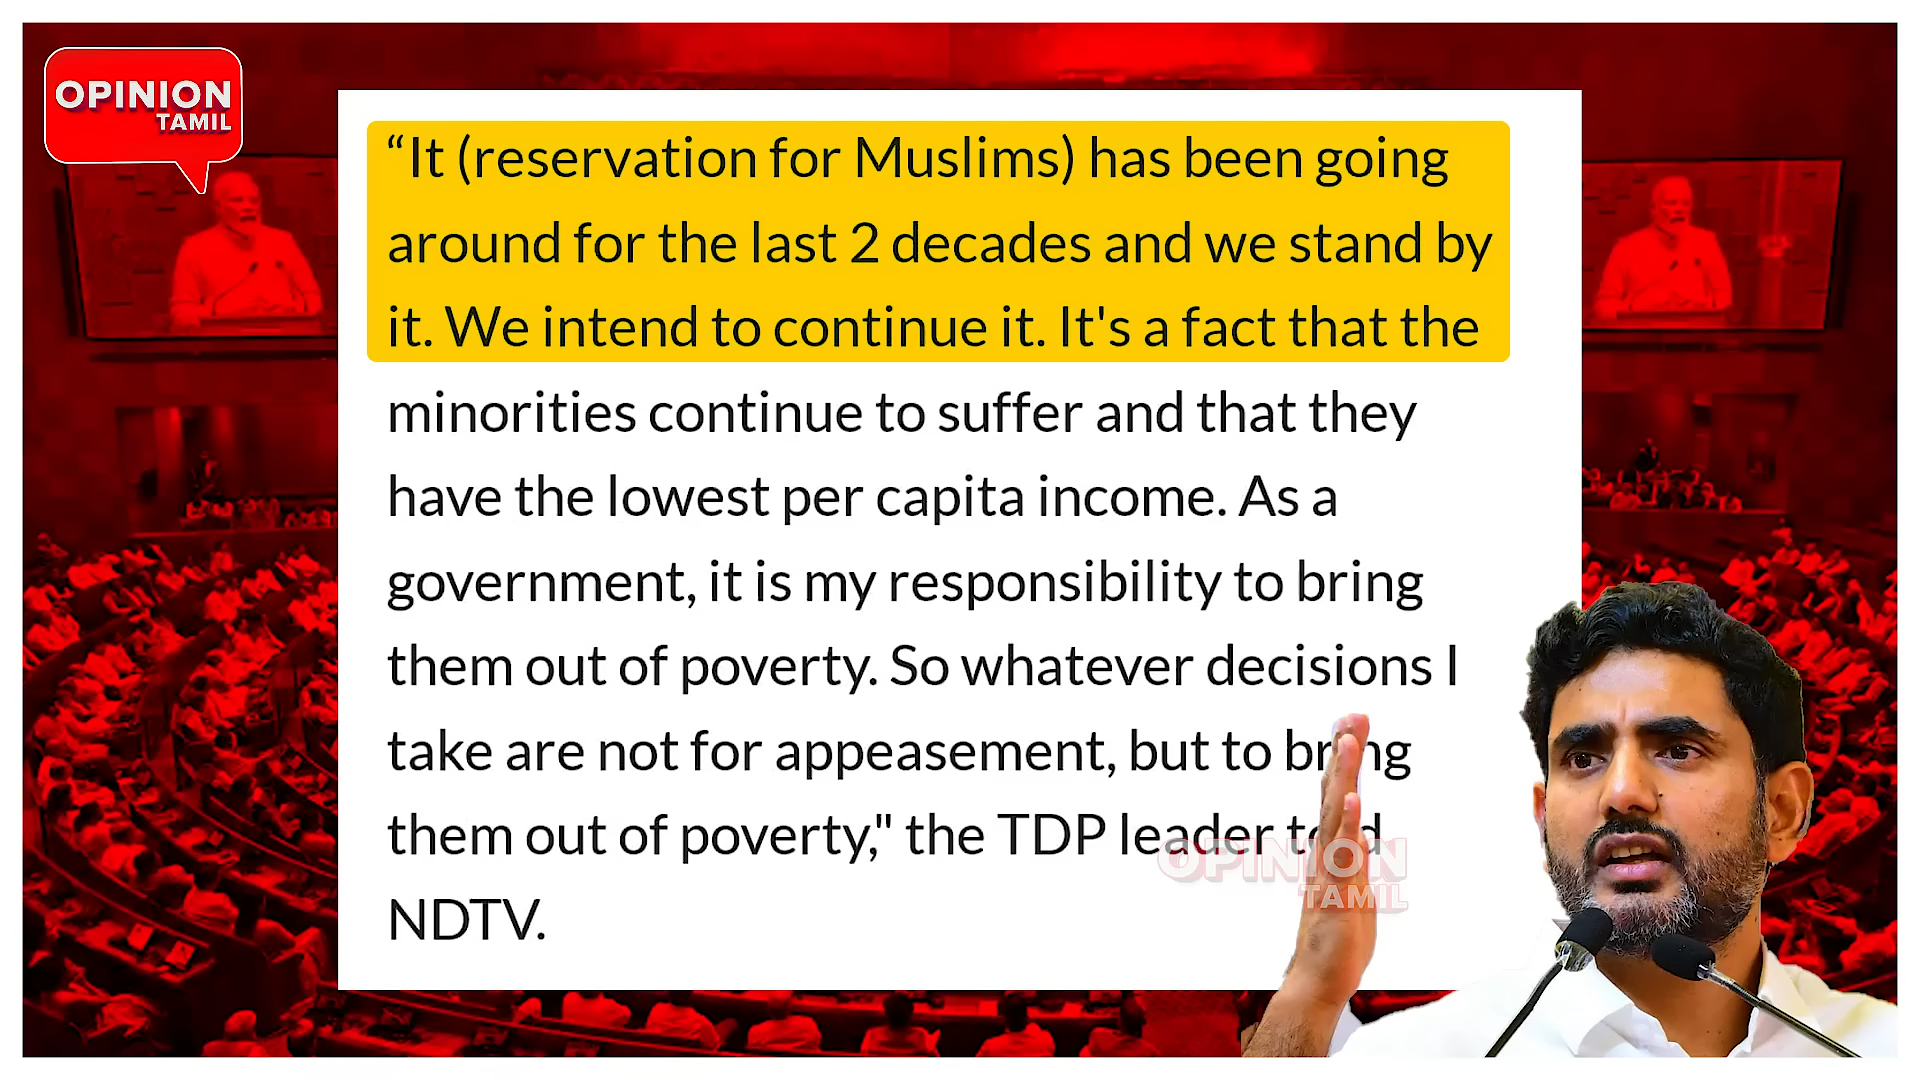 OPINION
TAMIL
“It (reservation for Muslims) has been going
around for the last 2 decades and we stand by
it. We intend to continue it. It's a fact that the
minorities continue to suffer and that they
have the lowest per capita income. As a
government, it is my responsibility to bring
them out of poverty. So whatever decisions I
take are not for appeasement, but to bring
them out of poverty," the TDP leader told
NDTV.
OPINION
TAMIL